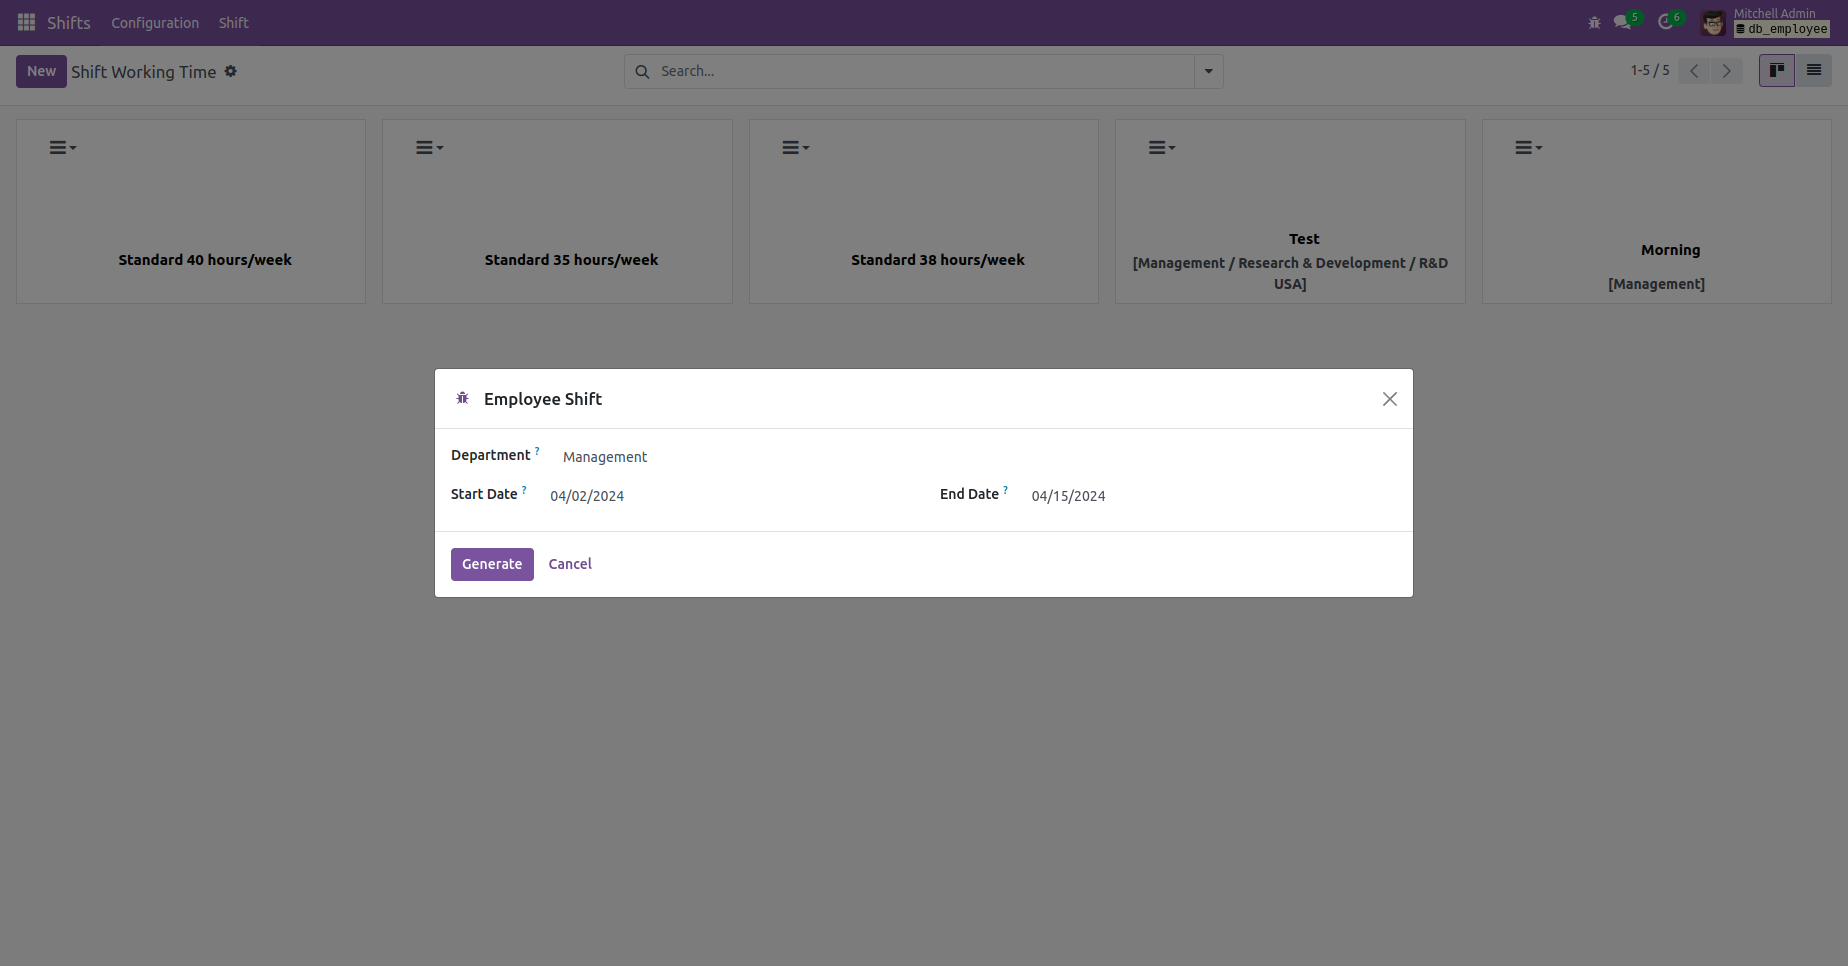 Shifts Configuration Shift 5 6 Mitchell Admin
db_employee
New Shift Working Time Search... 1-5 / 5
Standard 40 hours/week
Standard 35 hours/week
Standard 38 hours/week
Test
[Management / Research & Development / R&D
USA]
Morning
[Management]
Employee Shift
Department ? Management
Start Date ? 04/02/2024 End Date ? 04/15/2024
Generate Cancel